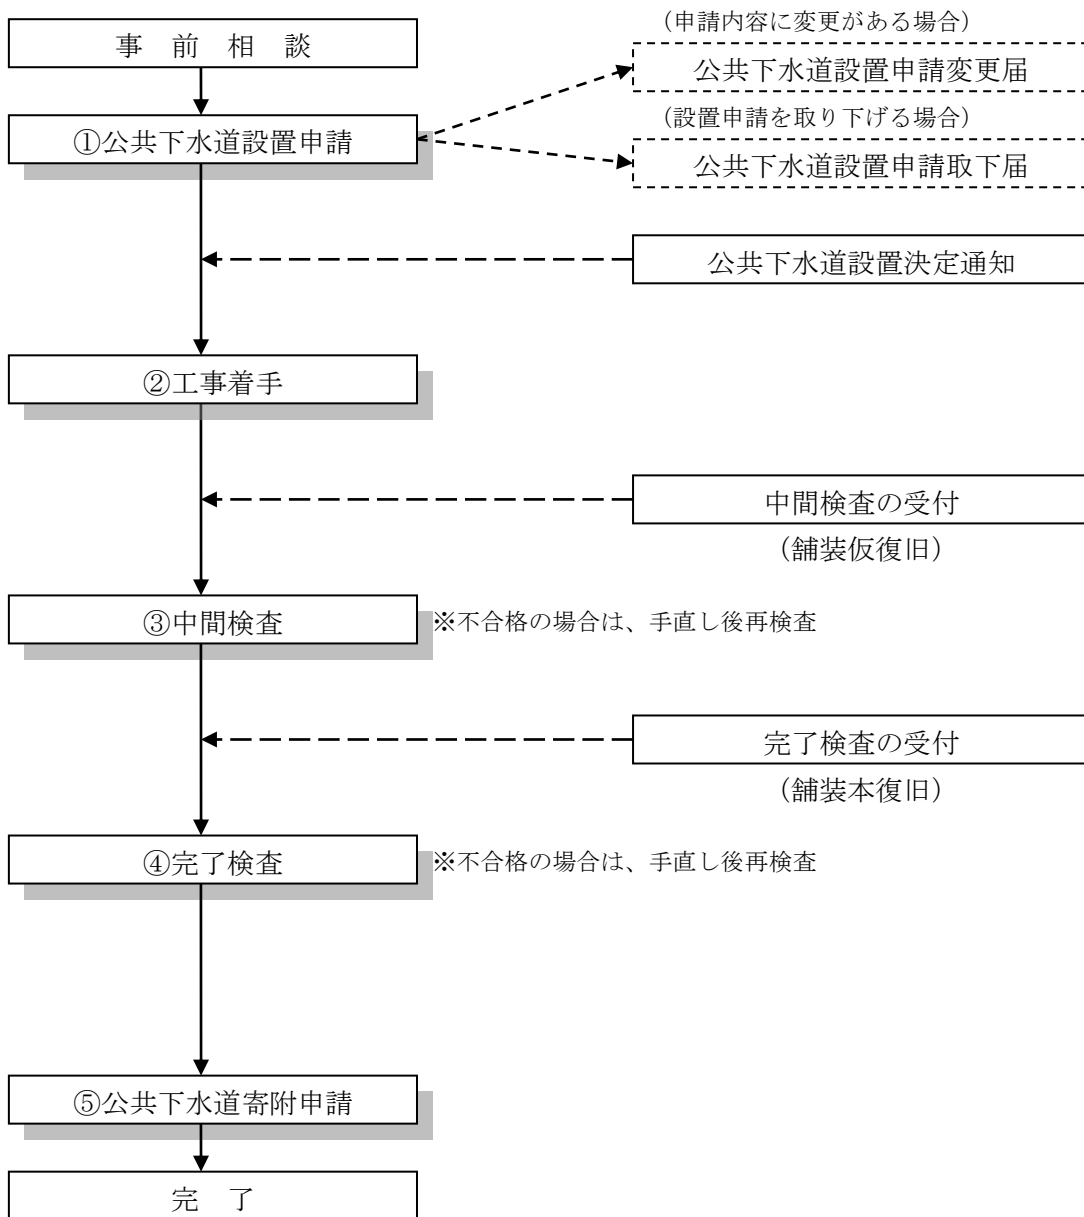 (申請内容に変更がある場合)
事 前 相 談
公共下水道設置申請変更届
(設置申請を取り下げる場合)
①公共下水道設置申請
公共下水道設置申請取下届
公共下水道設置決定通知
②工事着手
中間検査の受付
(舗装仮復旧)
③中間検査 ※不合格の場合は、手直し後再検査
完了検査の受付
(舗装本復旧)
④完了検査 ※不合格の場合は、手直し後再検査
⑤公共下水道寄附申請
完 了